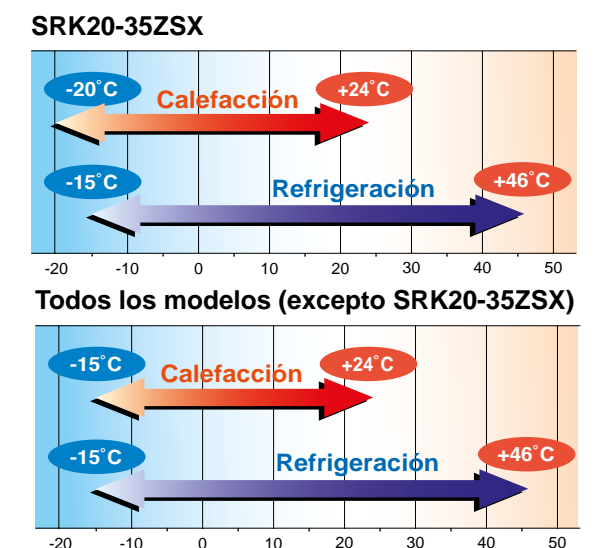 SRK20-35ZSX
-20˚C
+24˚C
Calefacción
-15˚C
+46˚C
Refrigeración
-20 -10 0 10 20 30 40 50
Todos los modelos (excepto SRK20-35ZSX)
-15˚C
+24˚C
Calefacción
-15˚C
+46˚C
Refrigeración
-20 -10 0 10 20 30 40 50